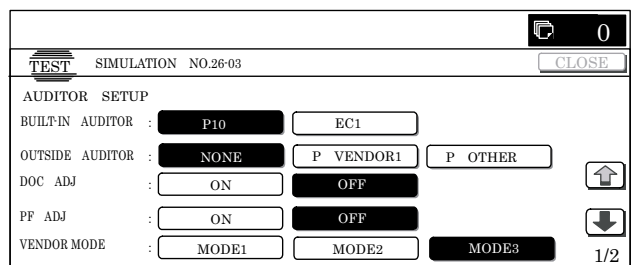 0
TEST SIMULATION NO.26-03 CLOSE
AUDITOR SETUP
BUILT-IN AUDITOR : P10 EC1
OUTSIDE AUDITOR : NONE P VENDOR1 P OTHER
DOC ADJ : ON OFF
PF ADJ : ON OFF
VENDOR MODE : MODE1 MODE2 MODE3
1/2